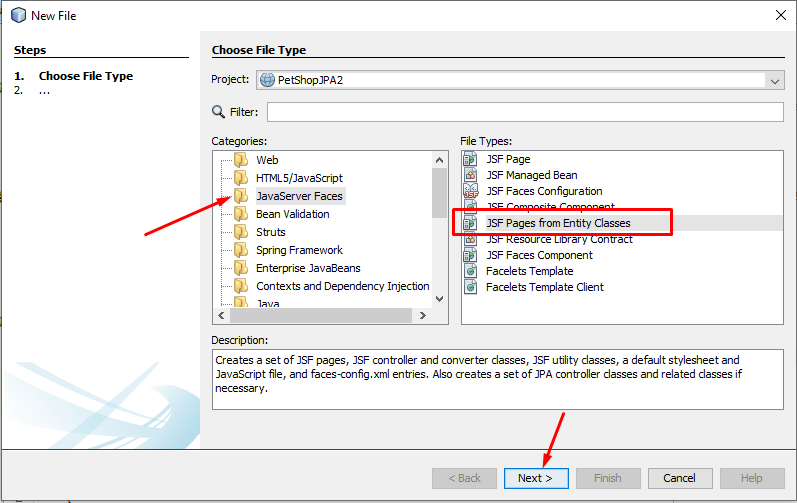 New File
Steps
1. Choose File Type
2. ...
Choose File Type
Project: PetShopJPA2
Filter:
Categories:
Web
HTML5/JavaScript
JavaServer Faces
Bean Validation
Struts
Spring Framework
Enterprise JavaBeans
Contexts and Dependency Injection
Java
File Types:
JSF Page
JSF Managed Bean
JSF Faces Configuration
JSF Composite Component
JSF Pages from Entity Classes
JSF Resource Library Contract
JSF Faces Component
Facelets Template
Facelets Template Client
Description:
Creates a set of JSF pages, JSF controller and converter classes, JSF utility classes, a default stylesheet and
JavaScript file, and faces-config.xml entries. Also creates a set of JPA controller classes and related classes if
necessary.
< Back Next > Finish Cancel Help